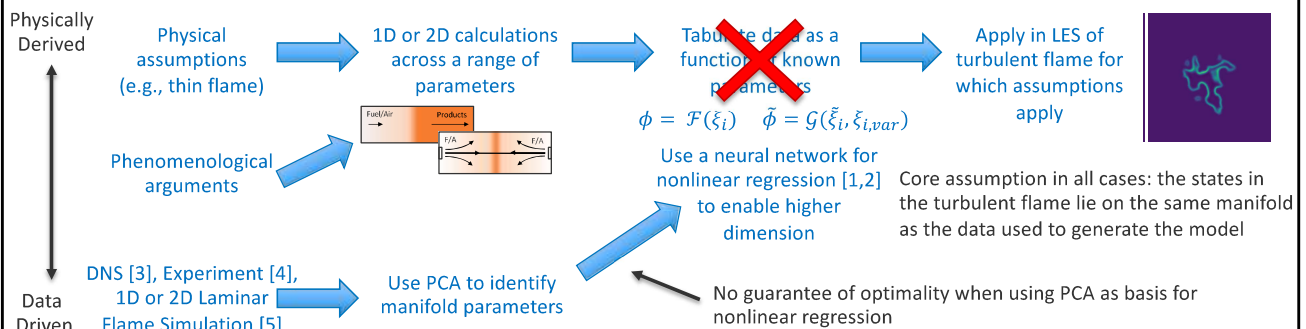 Physically
Derived
Physical
assumptions
(e.g., thin flame)
1D or 2D calculations
across a range of
parameters
Tabulate data as a
function of known
parameters
Apply in LES of
turbulent flame for
which assumptions
apply
Fuel/Air
Products
F/A
F/A
ϕ = ℱ(ξᵢ) ϕ̃ = 𝒢(ξ̃ᵢ, ξᵢ,ᵥₐᵣ)
Phenomenological
arguments
Use a neural network for
nonlinear regression [1,2]
to enable higher
dimension
Core assumption in all cases: the states in
the turbulent flame lie on the same manifold
as the data used to generate the model
Data
Driven
DNS [3], Experiment [4],
1D or 2D Laminar
Flame Simulation [5]
Use PCA to identify
manifold parameters
No guarantee of optimality when using PCA as basis for
nonlinear regression